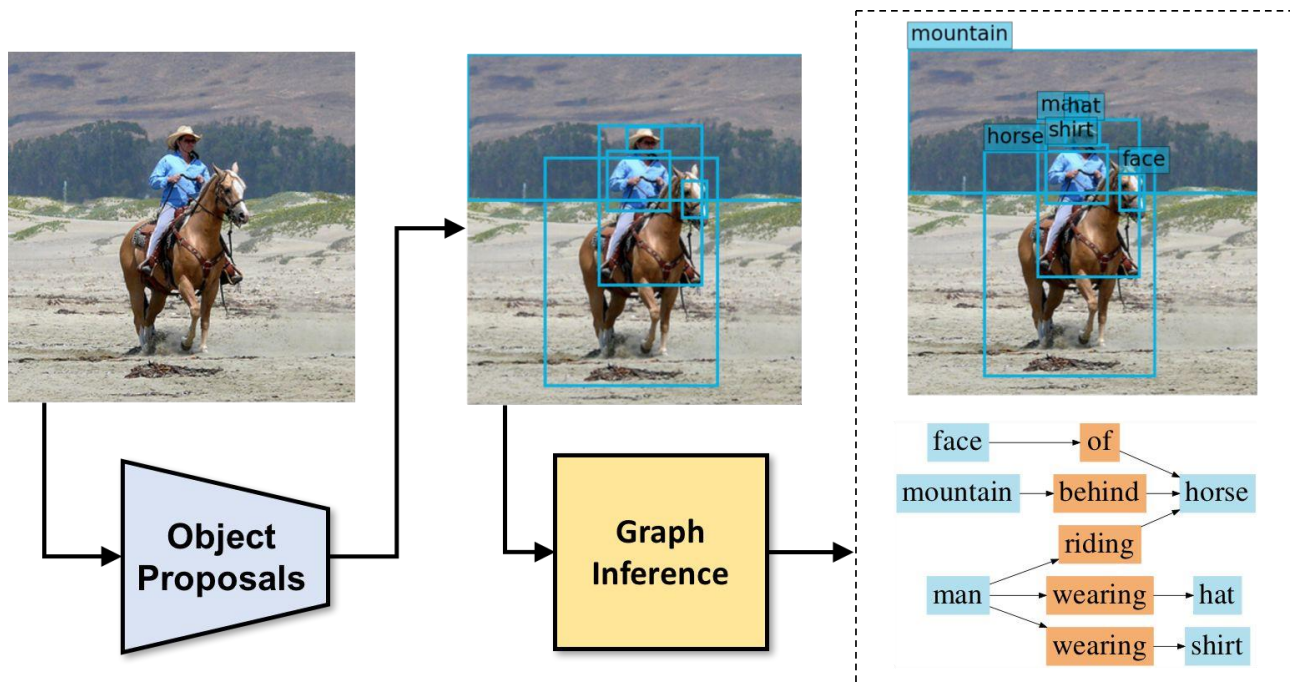 mountain
man
hat
shirt
horse
face
Object
Proposals
Graph
Inference
face of
mountain behind horse
riding
man wearing hat
wearing shirt